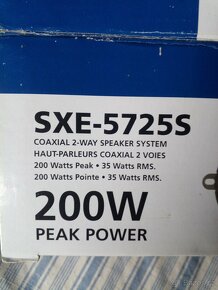 SXE-5725S
COAXIAL 2-WAY SPEAKER SYSTEM
HAUT-PARLEURS COAXIAL 2 VOIES
200 Watts Peak • 35 Watts RMS.
200 Watts Pointe • 35 Watts RMS.
200W
PEAK POWER